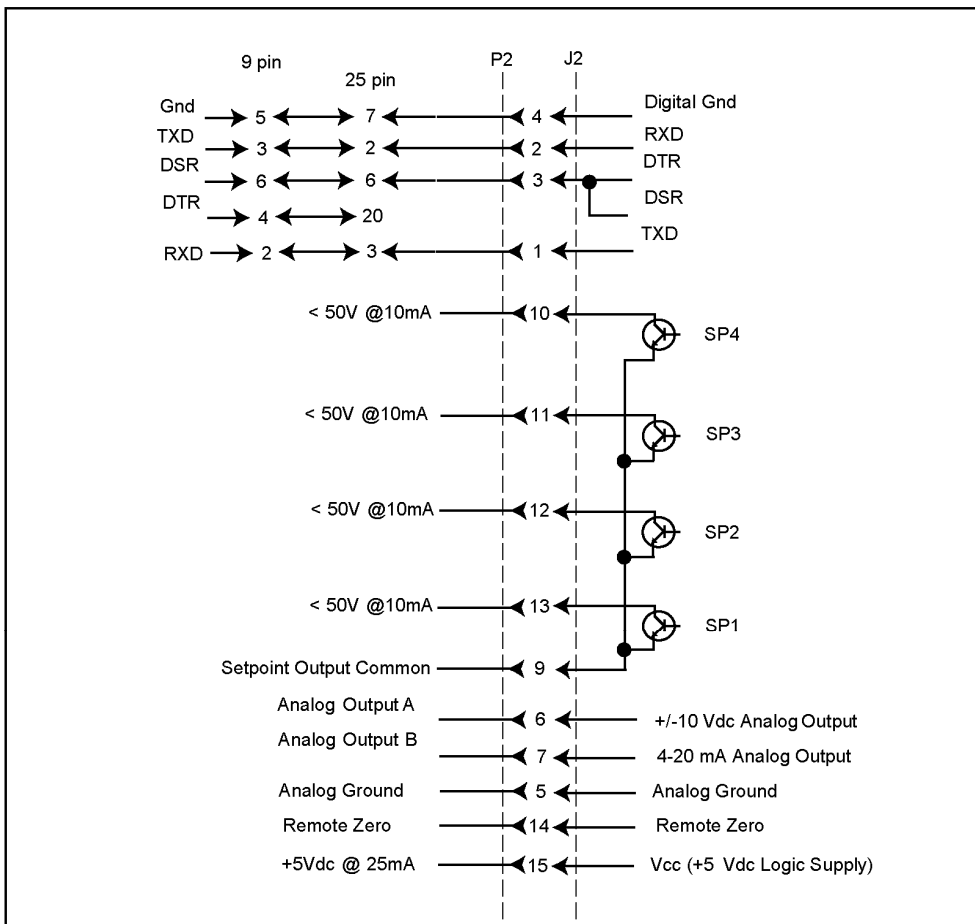 9 pin 25 pin P2 J2
Gnd 5 7 4 Digital Gnd
TXD 3 2 2 RXD
DSR 6 6 3 DTR
DTR 4 20 DSR
RXD 2 3 1 TXD
< 50V @10mA 10 SP4
< 50V @10mA 11 SP3
< 50V @10mA 12 SP2
< 50V @10mA 13 SP1
Setpoint Output Common 9
Analog Output A 6 +/-10 Vdc Analog Output
Analog Output B 7 4-20 mA Analog Output
Analog Ground 5 Analog Ground
Remote Zero 14 Remote Zero
+5Vdc @ 25mA 15 Vcc (+5 Vdc Logic Supply)